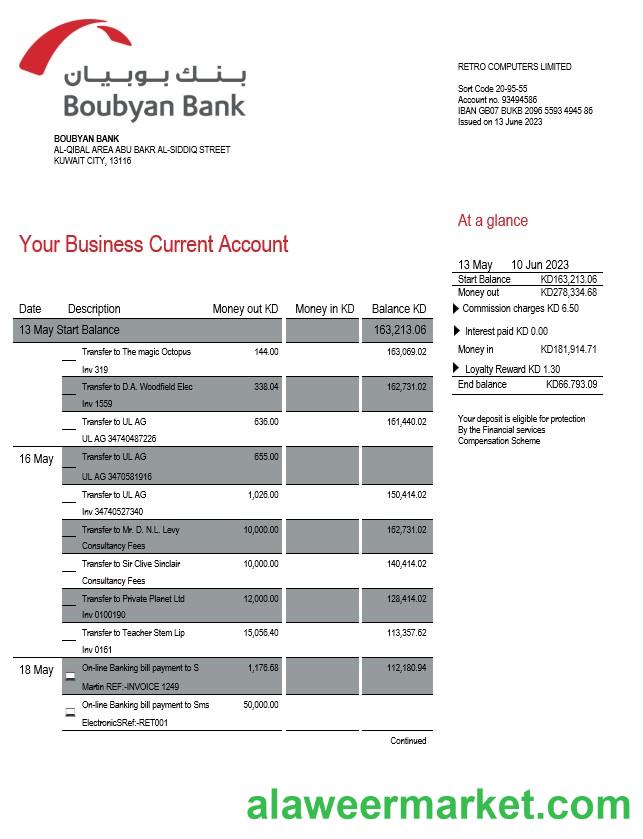 بنك بوبيان
Boubyan Bank
RETRO COMPUTERS LIMITED
Sort Code 20-95-55
Account no. 93494586
IBAN GB07 BUKB 2096 5593 4945 86
Issued on 13 June 2023
BOUBYAN BANK
AL-QIBAL AREA ABU BAKR AL-SIDDIQ STREET
KUWAIT CITY, 13116
Your Business Current Account
At a glance
13 May 10 Jun 2023
Start Balance KD163,213.06
Money out KD278,334.68
Commission charges KD 6.50
Interest paid KD 0.00
Money in KD181,914.71
Loyalty Reward KD 1.30
End balance KD66.793.09
Your deposit is eligible for protection
By the Financial services
Compensation Scheme
Date Description Money out KD Money in KD Balance KD
13 May Start Balance 163,213.06
Transfer to The magic Octopus 144.00 163,069.02
Inv 319
Transfer to D.A. Woodfield Elec 338.04 162,731.02
Inv 1559
Transfer to UL AG 636.00 161,440.02
UL AG 34740487226
16 May Transfer to UL AG 655.00
UL AG 3470581916
Transfer to UL AG 1,026.00 150,414.02
Inv 34740527340
Transfer to Mr. D. N.L. Levy 10,000.00 162,731.02
Consultancy Fees
Transfer to Sir Clive Sinclair 10,000.00 140,414.02
Consultancy Fees
Transfer to Private Planet Ltd 12,000.00 128,414.02
Inv 0100190
Transfer to Teacher Stem Lip 15,056.40 113,357.62
Inv 0161
18 May On-line Banking bill payment to S 1,176.68 112,180.94
Martin REF:-INVOICE 1249
On-line Banking bill payment to Sms 50,000.00
ElectronicSRef:-RET001
Continued
alaweermarket.com